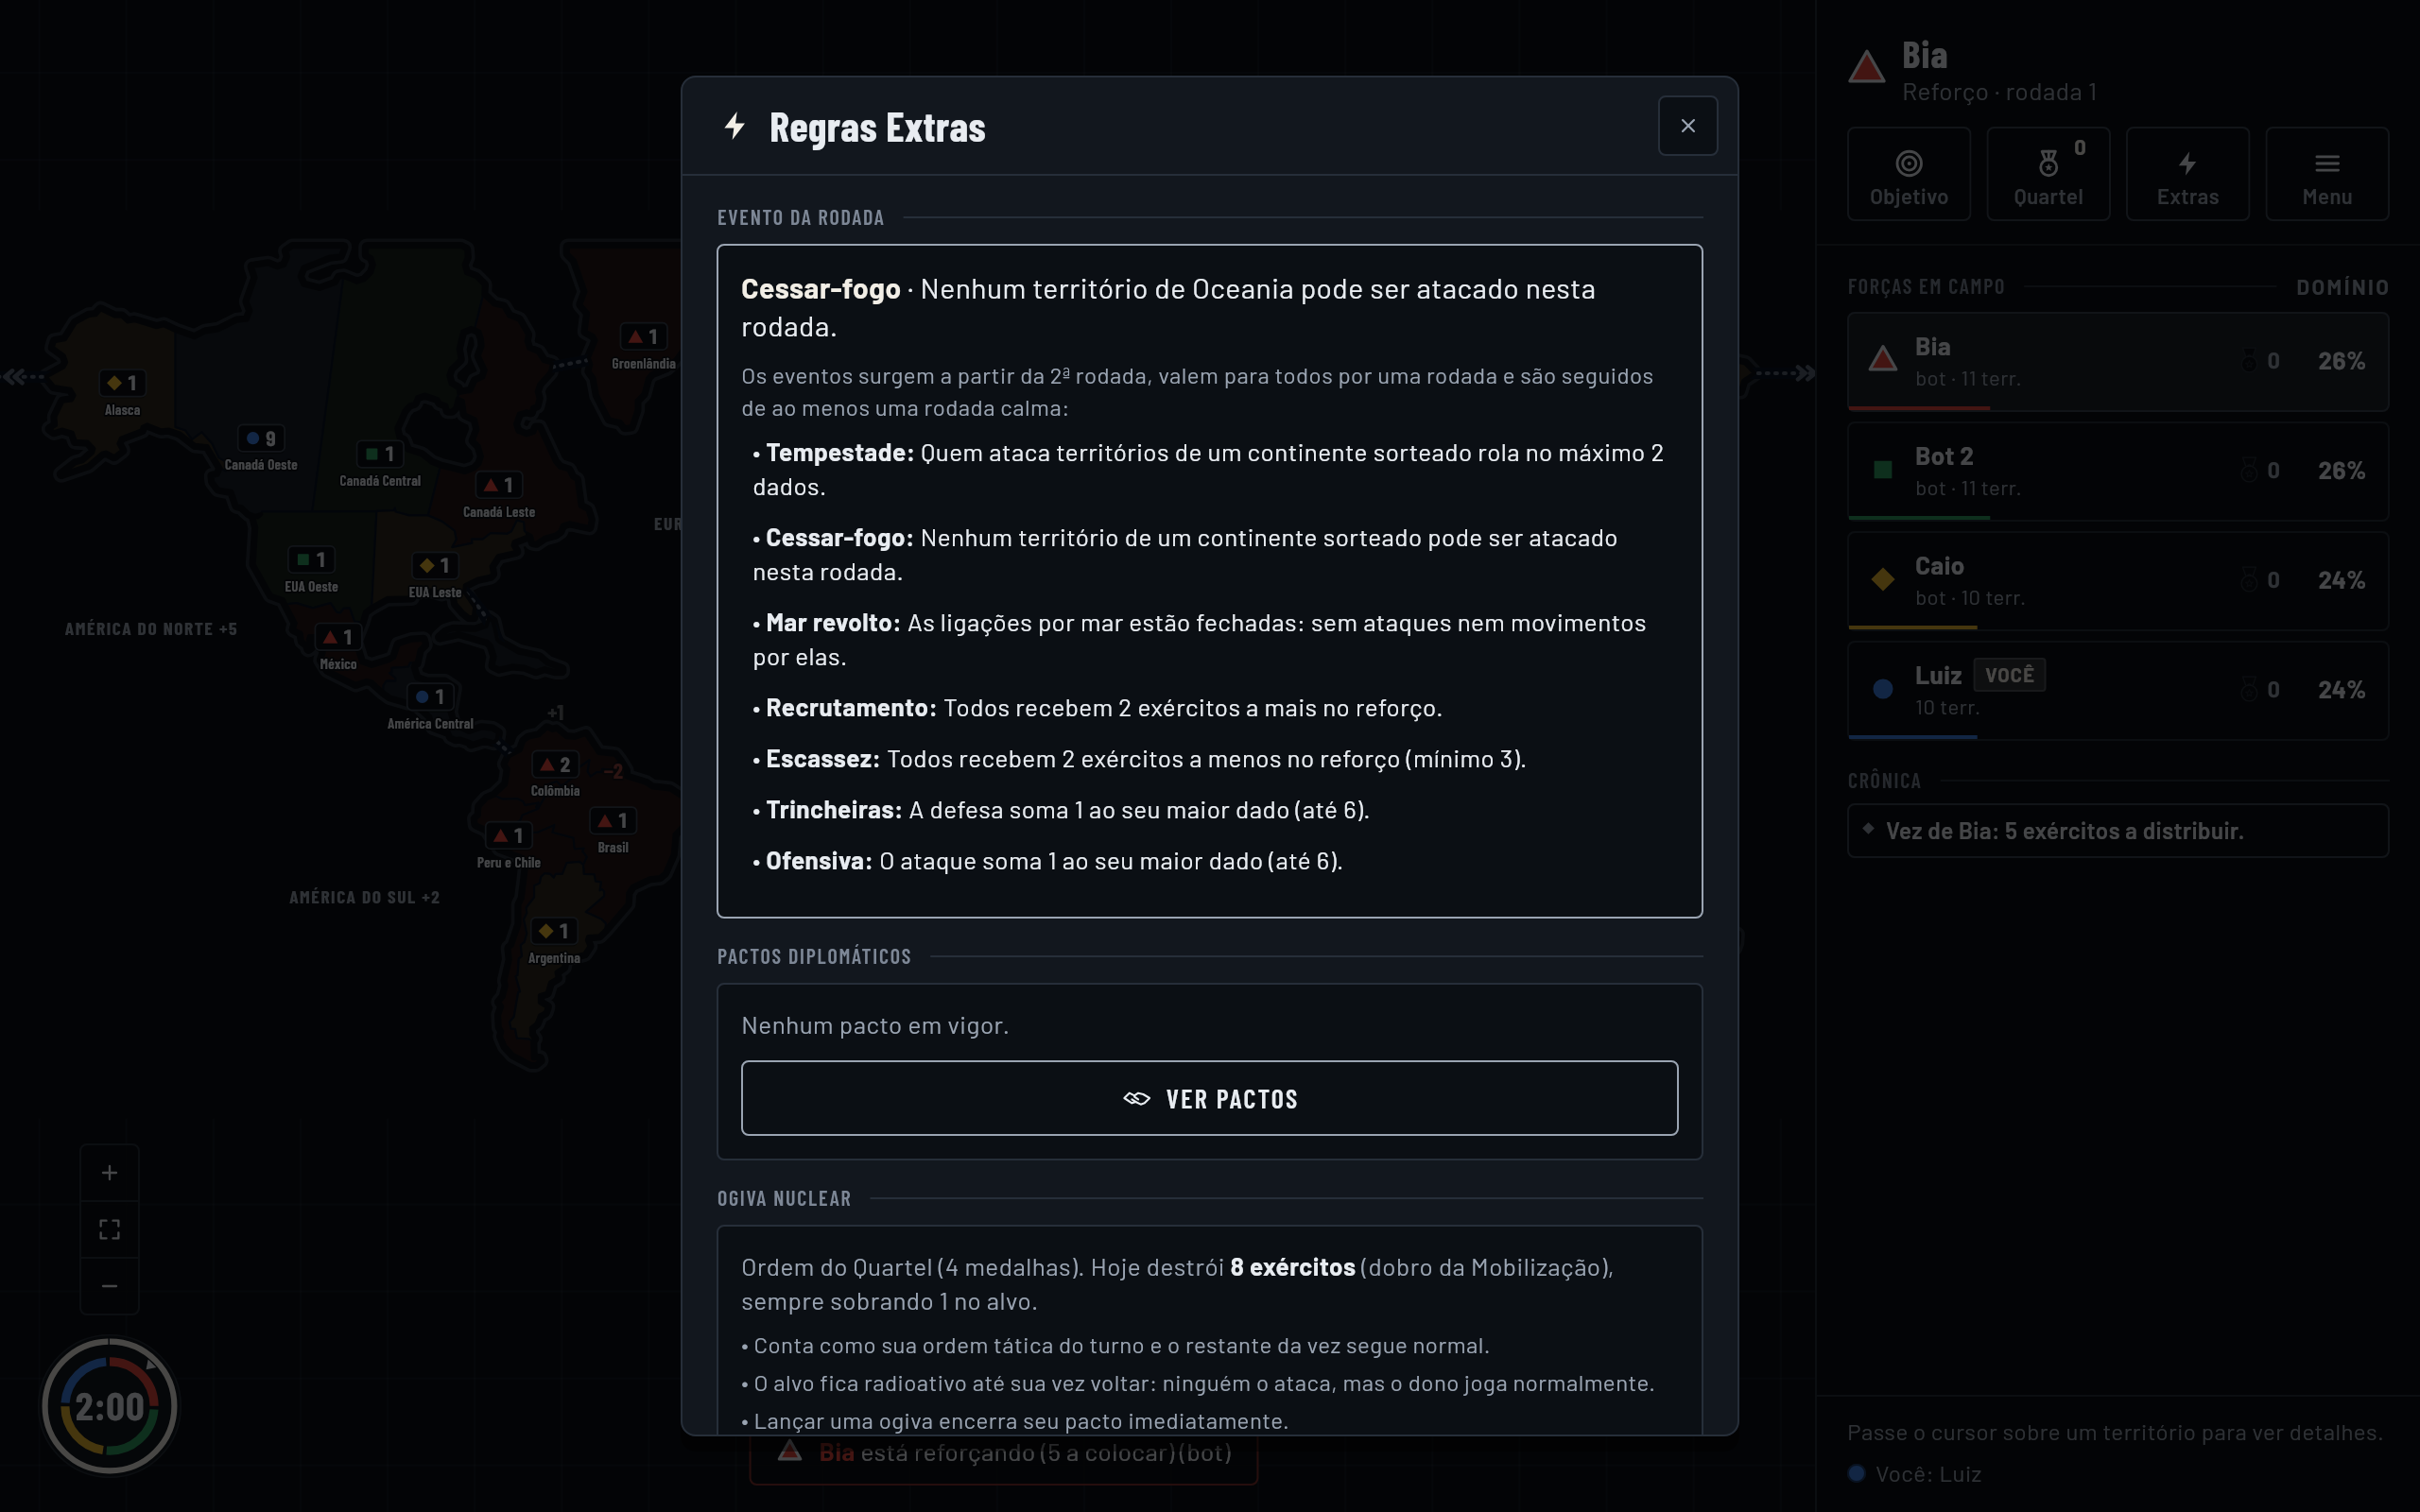 Regras Extras
EVENTO DA RODADA
Cessar-fogo · Nenhum território de Oceania pode ser atacado nesta
rodada.
Os eventos surgem a partir da 2ª rodada, valem para todos por uma rodada e são seguidos
de ao menos uma rodada calma:
• Tempestade: Quem ataca territórios de um continente sorteado rola no máximo 2
dados.
• Cessar-fogo: Nenhum território de um continente sorteado pode ser atacado
nesta rodada.
• Mar revolto: As ligações por mar estão fechadas: sem ataques nem movimentos
por elas.
• Recrutamento: Todos recebem 2 exércitos a mais no reforço.
• Escassez: Todos recebem 2 exércitos a menos no reforço (mínimo 3).
• Trincheiras: A defesa soma 1 ao seu maior dado (até 6).
• Ofensiva: O ataque soma 1 ao seu maior dado (até 6).
PACTOS DIPLOMÁTICOS
Nenhum pacto em vigor.
VER PACTOS
OGIVA NUCLEAR
Ordem do Quartel (4 medalhas). Hoje destrói 8 exércitos (dobro da Mobilização),
sempre sobrando 1 no alvo.
• Conta como sua ordem tática do turno e o restante da vez segue normal.
• O alvo fica radioativo até sua vez voltar: ninguém o ataca, mas o dono joga normalmente.
• Lançar uma ogiva encerra seu pacto imediatamente.
Bia está reforçando (5 a colocar) (bot)
1
Alasca
9
Canadá Oeste
1
Canadá Central
1
Canadá Leste
1
Groenlândia
EUR
1
EUA Oeste
1
EUA Leste
AMÉRICA DO NORTE +5
1
México
1
América Central
+1
2
−2
Colômbia
1
Peru e Chile
1
Brasil
AMÉRICA DO SUL +2
1
Argentina
+
−
2:00
Bia
Reforço · rodada 1
Objetivo
0
Quartel
Extras
Menu
FORÇAS EM CAMPO
DOMÍNIO
Bia
bot · 11 terr.
0
26%
Bot 2
bot · 11 terr.
0
26%
Caio
bot · 10 terr.
0
24%
Luiz VOCÊ
10 terr.
0
24%
CRÔNICA
Vez de Bia: 5 exércitos a distribuir.
Passe o cursor sobre um território para ver detalhes.
Você: Luiz